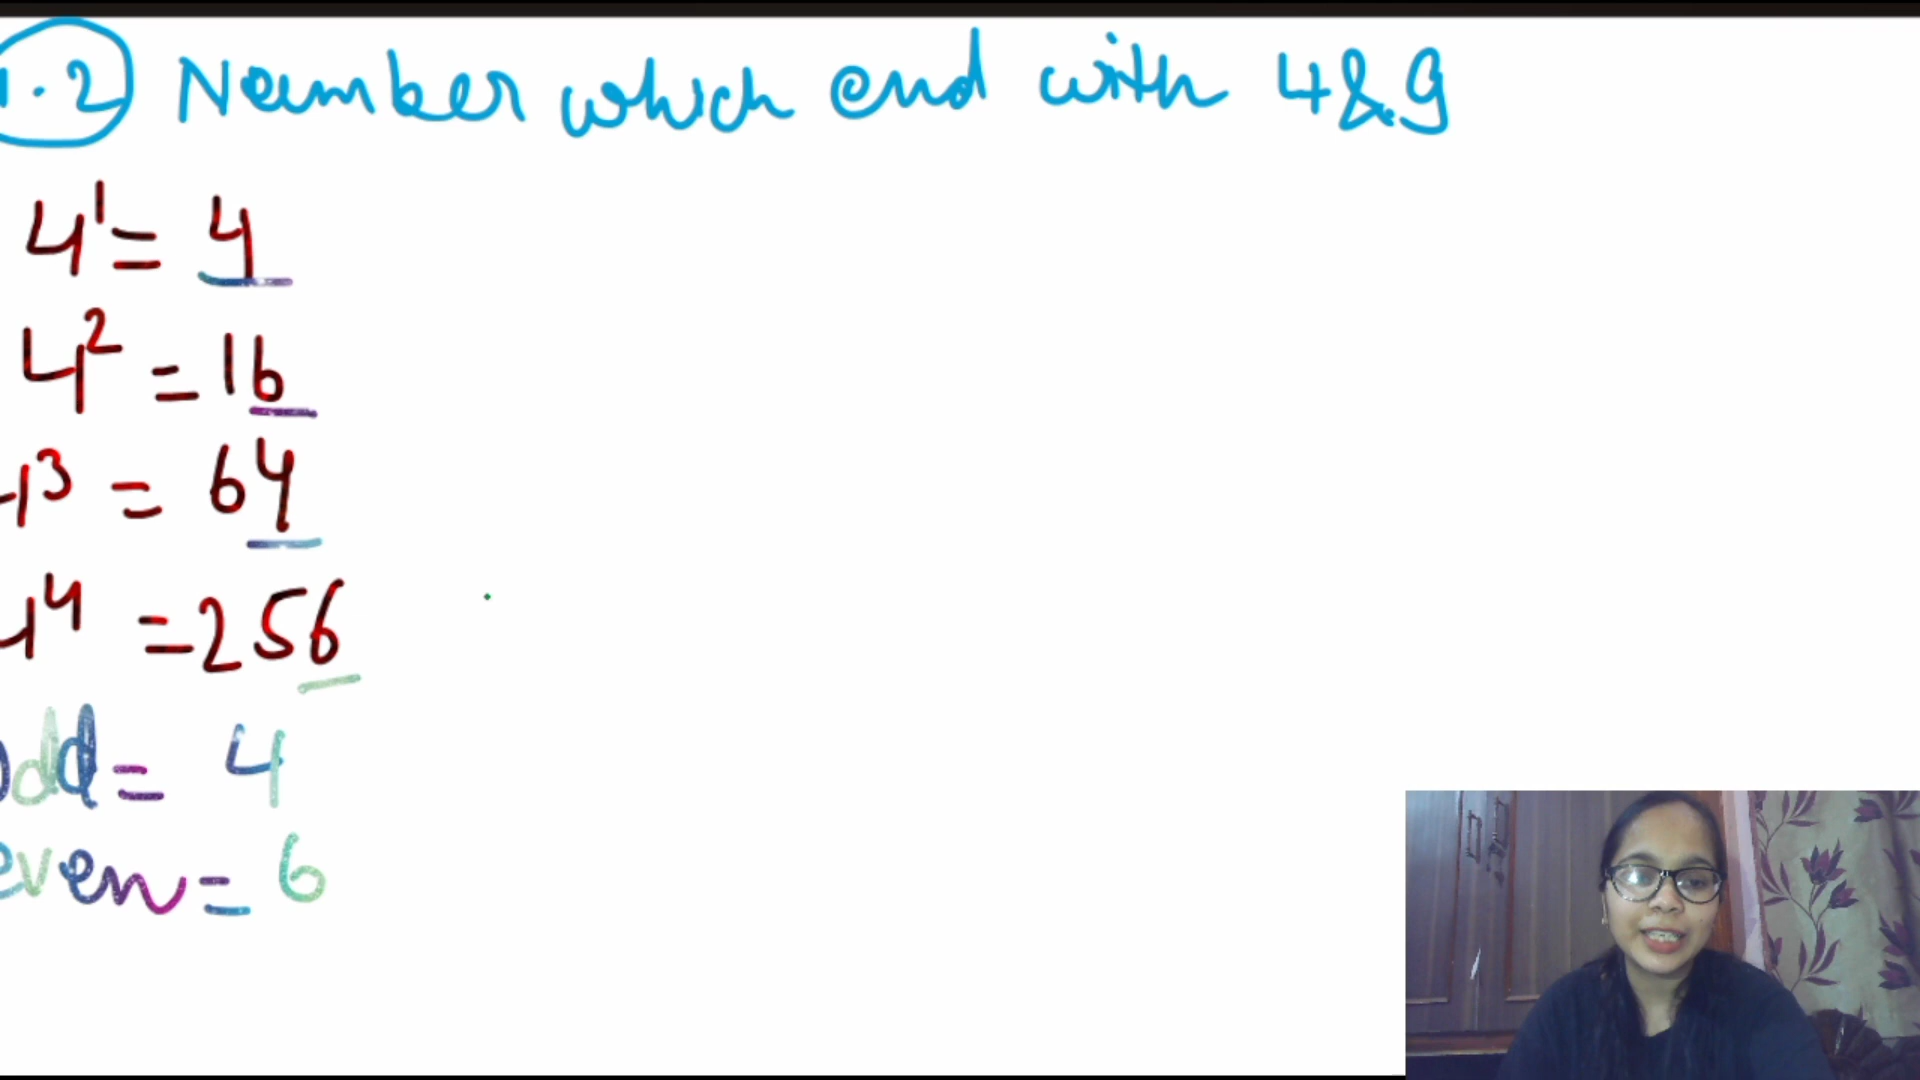 1.2 Number which end with 4 & 9
4¹ = 4
4² = 16
4³ = 64
4⁴ = 256
odd = 4
even = 6